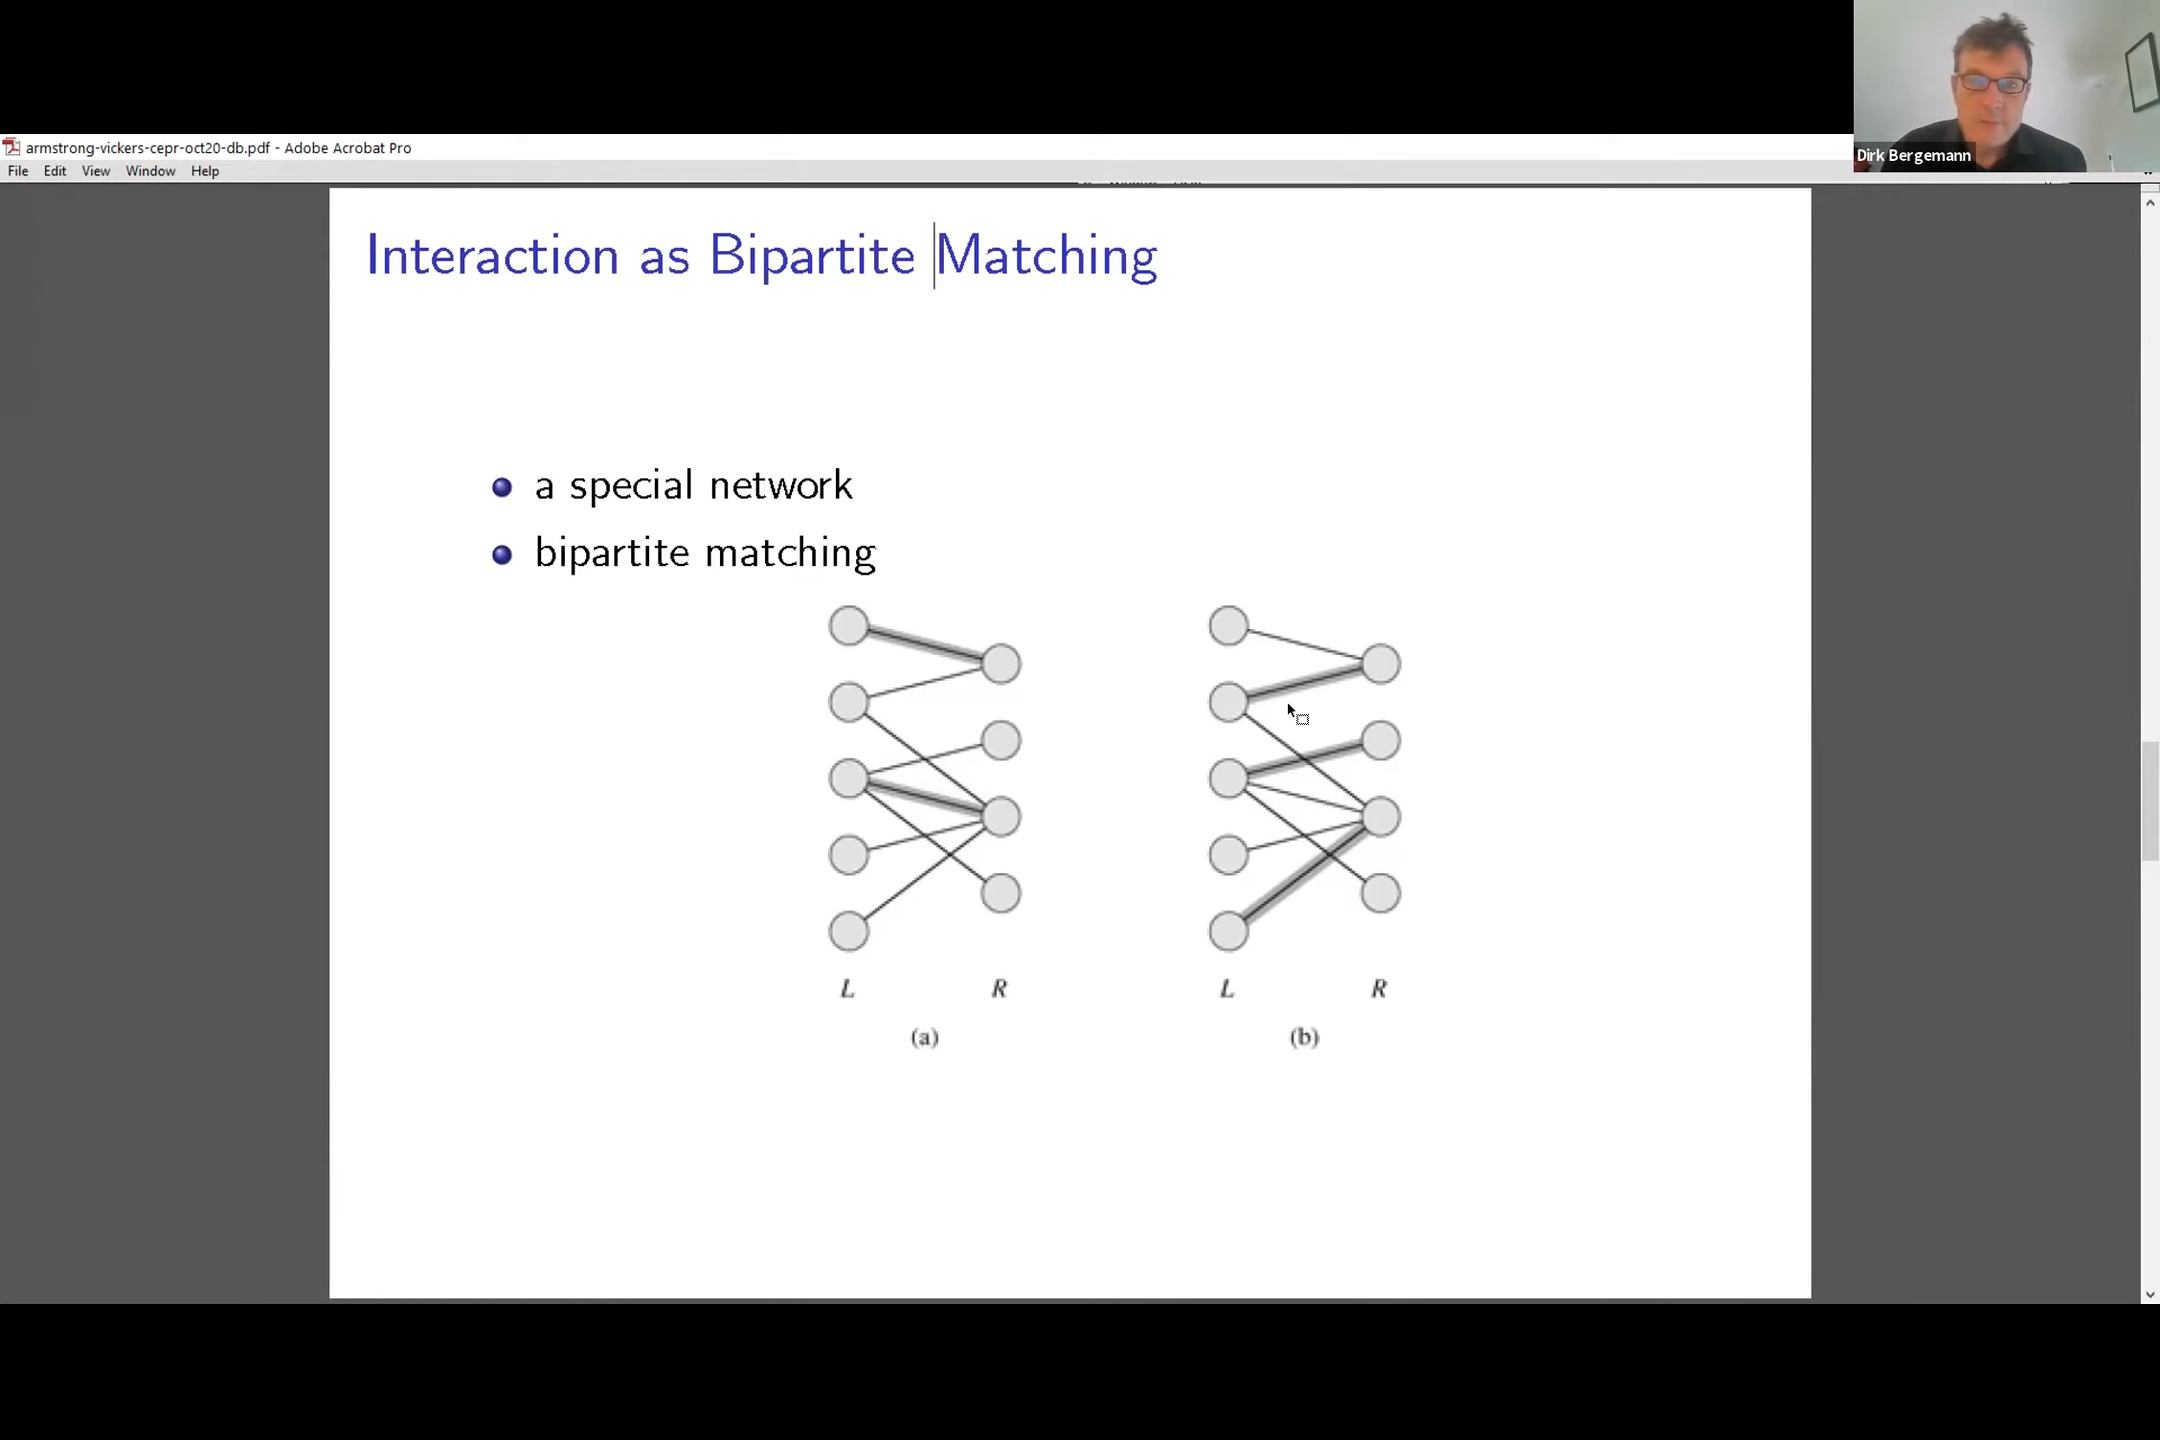 Dirk Bergemann
armstrong-vickers-cepr-oct20-db.pdf - Adobe Acrobat Pro
File Edit View Window Help
Interaction as Bipartite Matching
a special network
bipartite matching
L R L R
(a) (b)